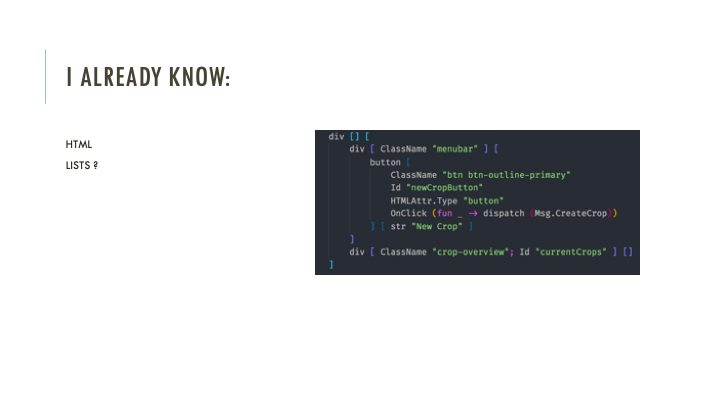 I ALREADY KNOW:
HTML
LISTS ?
div [] [
div [ ClassName "menubar" ] [
button [
ClassName "btn btn-outline-primary"
Id "newCropButton"
HTMLAttr.Type "button"
OnClick (fun _ → dispatch (Msg.CreateCrop))
] [ str "New Crop" ]
]
div [ ClassName "crop-overview"; Id "currentCrops" ] []
]